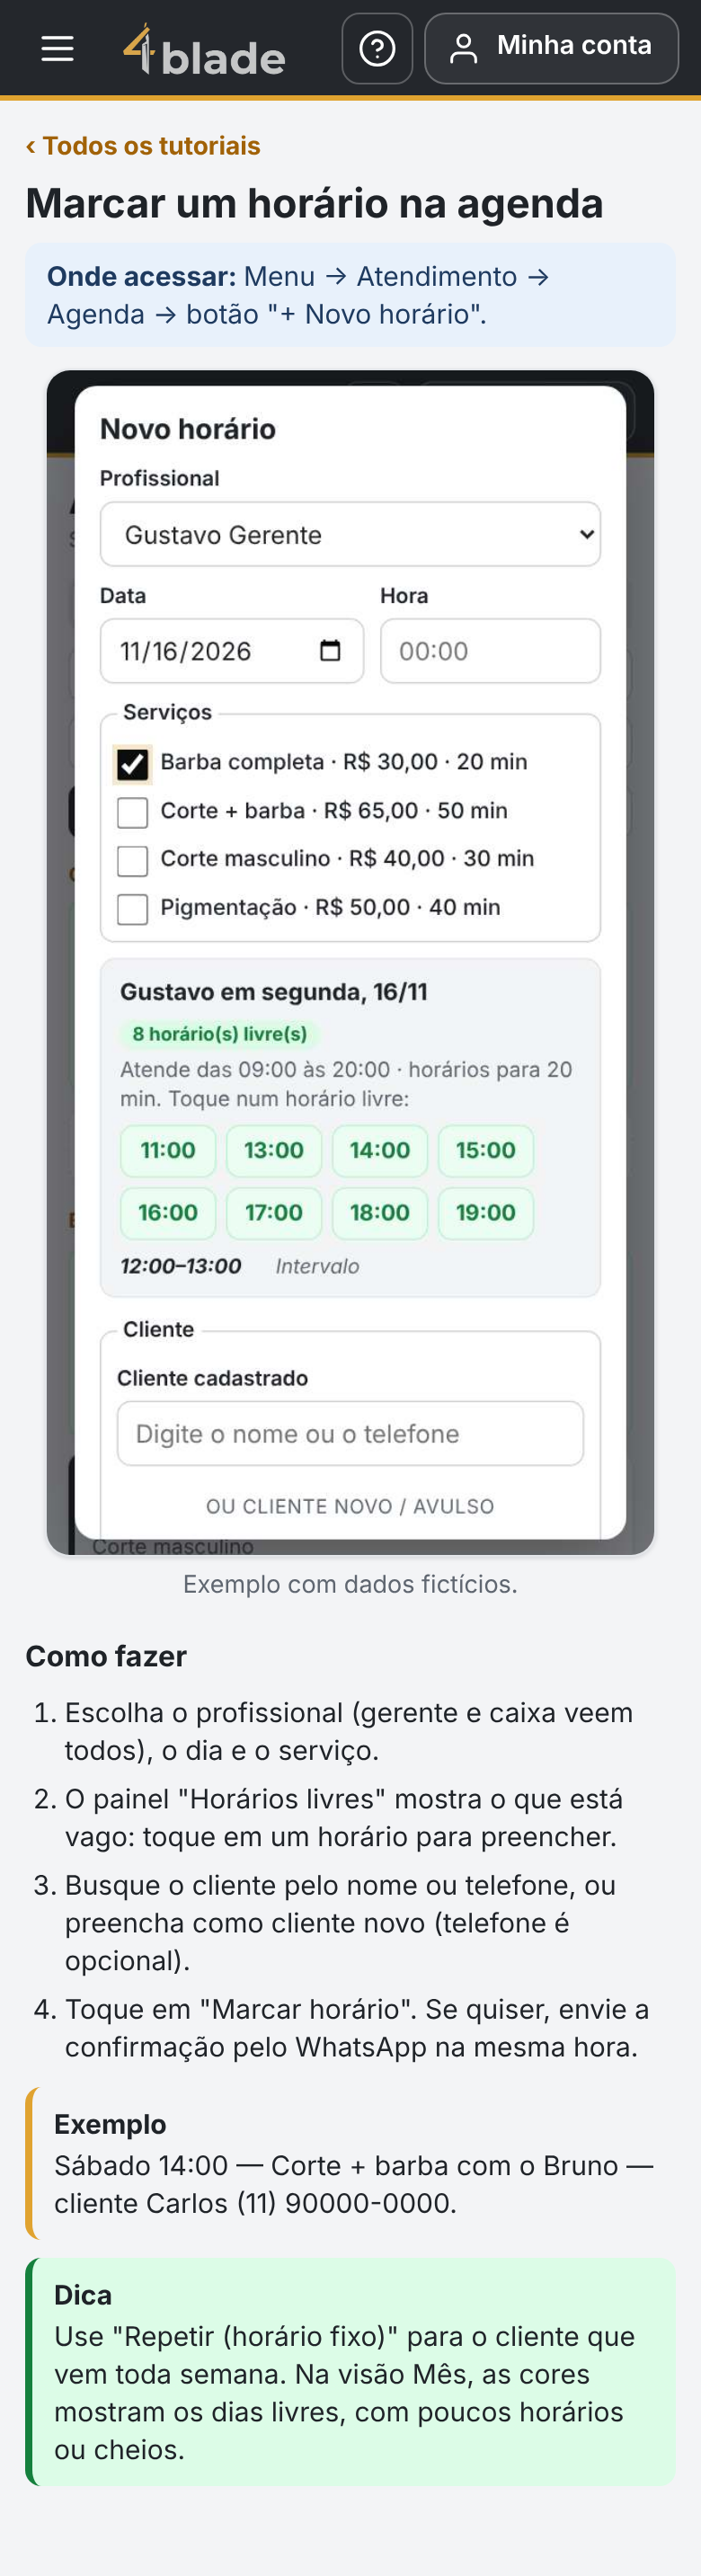 4blade
Minha conta
‹ Todos os tutoriais
Marcar um horário na agenda
Onde acessar: Menu → Atendimento →
Agenda → botão "+ Novo horário".
Novo horário
Profissional
Gustavo Gerente
Data
Hora
11/16/2026
00:00
Serviços
Barba completa · R$ 30,00 · 20 min
Corte + barba · R$ 65,00 · 50 min
Corte masculino · R$ 40,00 · 30 min
Pigmentação · R$ 50,00 · 40 min
Gustavo em segunda, 16/11
8 horário(s) livre(s)
Atende das 09:00 às 20:00 · horários para 20
min. Toque num horário livre:
11:00 13:00 14:00 15:00
16:00 17:00 18:00 19:00
12:00–13:00 Intervalo
Cliente
Cliente cadastrado
Digite o nome ou o telefone
OU CLIENTE NOVO / AVULSO
Corte masculino
Exemplo com dados fictícios.
Como fazer
1. Escolha o profissional (gerente e caixa veem
todos), o dia e o serviço.
2. O painel "Horários livres" mostra o que está
vago: toque em um horário para preencher.
3. Busque o cliente pelo nome ou telefone, ou
preencha como cliente novo (telefone é
opcional).
4. Toque em "Marcar horário". Se quiser, envie a
confirmação pelo WhatsApp na mesma hora.
Exemplo
Sábado 14:00 — Corte + barba com o Bruno —
cliente Carlos (11) 90000-0000.
Dica
Use "Repetir (horário fixo)" para o cliente que
vem toda semana. Na visão Mês, as cores
mostram os dias livres, com poucos horários
ou cheios.